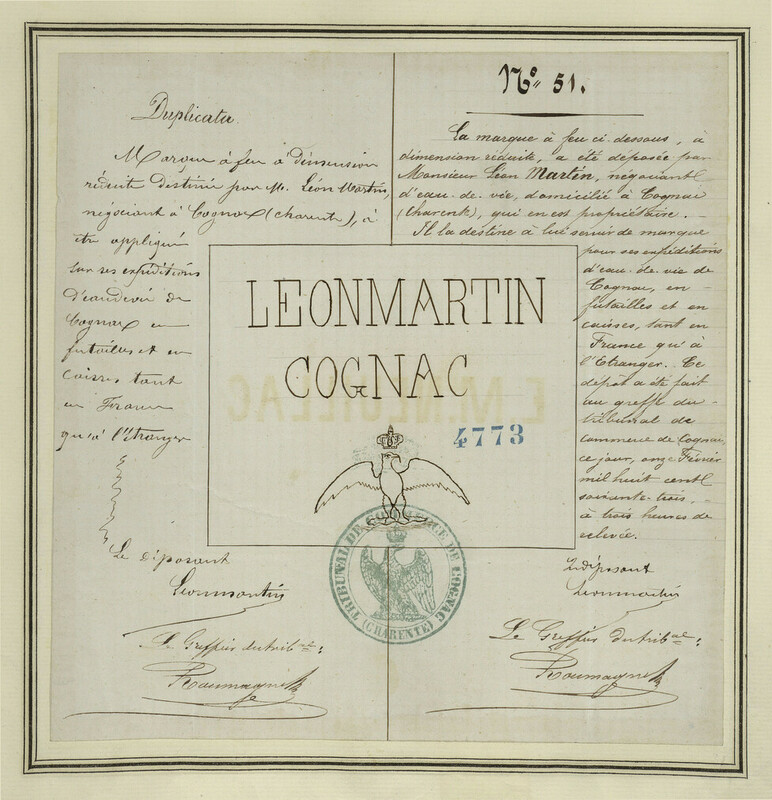 Duplicata
Marque à feu à dimension
réduite destinée par M. Léon Martin,
négociant à Cognac (charente), à
être appliquée
sur ses expéditions
d'eau de vie de
Cognac en
futailles et en
caisses, tant
en France
qu'à l'étranger
Le déposant
Leonmartin
Le Greffier du trib.al:
Roumagne
No 51.
La marque à feu ci-dessous, à
dimension réduite, a été déposée par
Monsieur Léon Martin, négociant
d'eau-de-vie, domicilié à Cognac
(charente), qui en est propriétaire. —
Il la destine à lui servir de marque
pour ses expéditions
d'eau-de-vie de
Cognac, en
futailles et en
caisses, tant en
France qu'à
l'Etranger. Ce
dépôt a été fait
au greffe du
tribunal de
commerce de Cognac,
ce jour, onze Février
mil huit cent
soixante-trois, -
à trois heures de
relevée.
Le déposant
Leonmartin
Le Greffier du trib.al:
Roumagne
LEONMARTIN
COGNAC
4773
TRIBUNAL DE COMMERCE DE COGNAC
(CHARENTE)